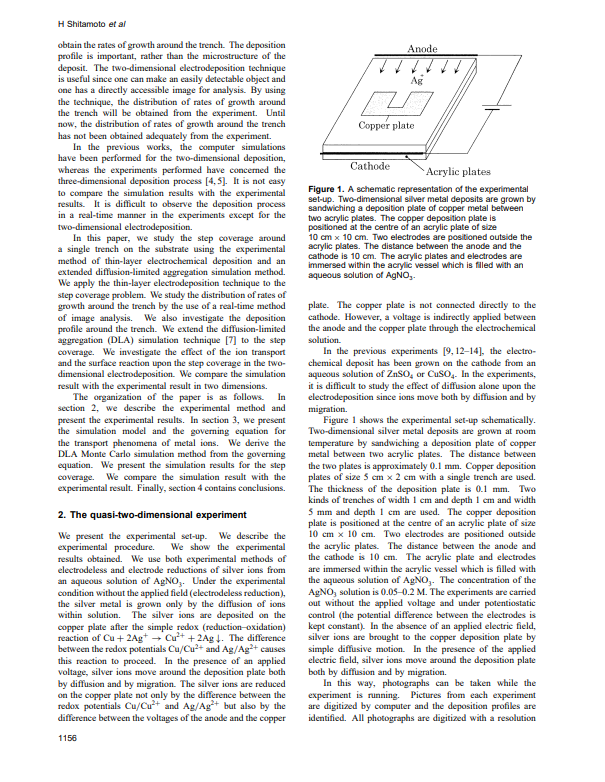 H Shitamoto et al
obtain the rates of growth around the trench. The deposition
profile is important, rather than the microstructure of the
deposit. The two-dimensional electrodeposition technique
is useful since one can make an easily detectable object and
one has a directly accessible image for analysis. By using
the technique, the distribution of rates of growth around
the trench will be obtained from the experiment. Until
now, the distribution of rates of growth around the trench
has not been obtained adequately from the experiment.
In the previous works, the computer simulations
have been performed for the two-dimensional deposition,
whereas the experiments performed have concerned the
three-dimensional deposition process [4, 5]. It is not easy
to compare the simulation results with the experimental
results. It is difficult to observe the deposition process
in a real-time manner in the experiments except for the
two-dimensional electrodeposition.
In this paper, we study the step coverage around
a single trench on the substrate using the experimental
method of thin-layer electrochemical deposition and an
extended diffusion-limited aggregation simulation method.
We apply the thin-layer electrodeposition technique to the
step coverage problem. We study the distribution of rates of
growth around the trench by the use of a real-time method
of image analysis. We also investigate the deposition
profile around the trench. We extend the diffusion-limited
aggregation (DLA) simulation technique [7] to the step
coverage. We investigate the effect of the ion transport
and the surface reaction upon the step coverage in the two-
dimensional electrodeposition. We compare the simulation
result with the experimental result in two dimensions.
The organization of the paper is as follows. In
section 2, we describe the experimental method and
present the experimental results. In section 3, we present
the simulation model and the governing equation for
the transport phenomena of metal ions. We derive the
DLA Monte Carlo simulation method from the governing
equation. We present the simulation results for the step
coverage. We compare the simulation result with the
experimental result. Finally, section 4 contains conclusions.
2. The quasi-two-dimensional experiment
We present the experimental set-up. We describe the
experimental procedure. We show the experimental
results obtained. We use both experimental methods of
electrodeless and electrode reductions of silver ions from
an aqueous solution of AgNO₃. Under the experimental
condition without the applied field (electrodeless reduction),
the silver metal is grown only by the diffusion of ions
within solution. The silver ions are deposited on the
copper plate after the simple redox (reduction–oxidation)
reaction of Cu + 2Ag⁺ → Cu²⁺ + 2Ag ↓. The difference
between the redox potentials Cu/Cu²⁺ and Ag/Ag²⁺ causes
this reaction to proceed. In the presence of an applied
voltage, silver ions move around the deposition plate both
by diffusion and by migration. The silver ions are reduced
on the copper plate not only by the difference between the
redox potentials Cu/Cu²⁺ and Ag/Ag²⁺ but also by the
difference between the voltages of the anode and the copper
1156
Anode
Ag⁺
Copper plate
Cathode
Acrylic plates
Figure 1. A schematic representation of the experimental
set-up. Two-dimensional silver metal deposits are grown by
sandwiching a deposition plate of copper metal between
two acrylic plates. The copper deposition plate is
positioned at the centre of an acrylic plate of size
10 cm × 10 cm. Two electrodes are positioned outside the
acrylic plates. The distance between the anode and the
cathode is 10 cm. The acrylic plates and electrodes are
immersed within the acrylic vessel which is filled with an
aqueous solution of AgNO₃.
plate. The copper plate is not connected directly to the
cathode. However, a voltage is indirectly applied between
the anode and the copper plate through the electrochemical
solution.
In the previous experiments [9, 12–14], the electro-
chemical deposit has been grown on the cathode from an
aqueous solution of ZnSO₄ or CuSO₄. In the experiments,
it is difficult to study the effect of diffusion alone upon the
electrodeposition since ions move both by diffusion and by
migration.
Figure 1 shows the experimental set-up schematically.
Two-dimensional silver metal deposits are grown at room
temperature by sandwiching a deposition plate of copper
metal between two acrylic plates. The distance between
the two plates is approximately 0.1 mm. Copper deposition
plates of size 5 cm × 2 cm with a single trench are used.
The thickness of the deposition plate is 0.1 mm. Two
kinds of trenches of width 1 cm and depth 1 cm and width
5 mm and depth 1 cm are used. The copper deposition
plate is positioned at the centre of an acrylic plate of size
10 cm × 10 cm. Two electrodes are positioned outside
the acrylic plates. The distance between the anode and
the cathode is 10 cm. The acrylic plate and electrodes
are immersed within the acrylic vessel which is filled with
the aqueous solution of AgNO₃. The concentration of the
AgNO₃ solution is 0.05–0.2 M. The experiments are carried
out without the applied voltage and under potentiostatic
control (the potential difference between the electrodes is
kept constant). In the absence of an applied electric field,
silver ions are brought to the copper deposition plate by
simple diffusive motion. In the presence of the applied
electric field, silver ions move around the deposition plate
both by diffusion and by migration.
In this way, photographs can be taken while the
experiment is running. Pictures from each experiment
are digitized by computer and the deposition profiles are
identified. All photographs are digitized with a resolution